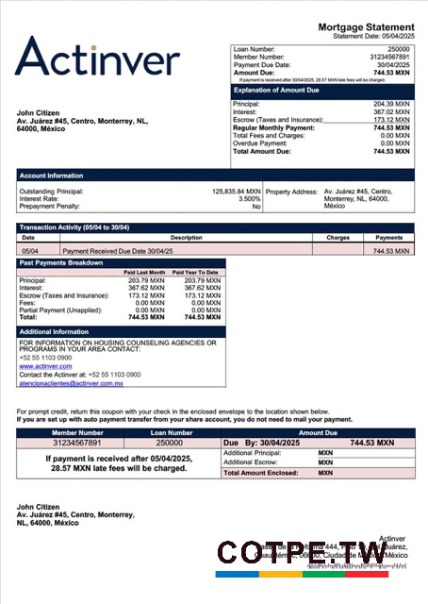 Mortgage Statement
Statement Date: 05/04/2025
Actinver
Loan Number: 250000
Member Number: 31234567891
Payment Due Date: 30/04/2025
Amount Due: 744.53 MXN
If payment is received after 30/04/2025, 28.57 MXN late fees will be charged.
Explanation of Amount Due
Principal: 204.39 MXN
Interest: 367.02 MXN
Escrow (Taxes and Insurance): 173.12 MXN
Regular Monthly Payment: 744.53 MXN
Total Fees and Charges: 0.00 MXN
Overdue Payment: 0.00 MXN
Total Amount Due: 744.53 MXN
John Citizen
Av. Juárez #45, Centro, Monterrey, NL,
64000, México
Account Information
Outstanding Principal: 125,835.84 MXN
Interest Rate: 3.500%
Prepayment Penalty: No
Property Address: Av. Juárez #45, Centro,
Monterrey, NL, 64000,
México
Transaction Activity (05/04 to 30/04)
Date Description Charges Payments
05/04 Payment Received Due Date 30/04/25 744.53 MXN
Past Payments Breakdown
Paid Last Month Paid Year To Date
Principal: 203.79 MXN 203.79 MXN
Interest: 367.62 MXN 367.62 MXN
Escrow (Taxes and Insurance): 173.12 MXN 173.12 MXN
Fees: 0.00 MXN 0.00 MXN
Partial Payment (Unapplied): 0.00 MXN 0.00 MXN
Total: 744.53 MXN 744.53 MXN
Additional Information
FOR INFORMATION ON HOUSING COUNSELING AGENCIES OR
PROGRAMS IN YOUR AREA CONTACT:
+52 55 1103 0900
www.actinver.com
Contact the Actinver at: +52 55 1103 0900
atencionaclientes@actinver.com.mx
For prompt credit, return this coupon with your check in the enclosed envelope to the location shown below.
If you are set up with auto payment transfer from your share account, you do not need to mail your payment.
Member Number Loan Number Amount Due
31234567891 250000 Due By: 30/04/2025 744.53 MXN
If payment is received after 05/04/2025,
28.57 MXN late fees will be charged.
Additional Principal: MXN
Additional Escrow: MXN
Total Amount Enclosed: MXN
John Citizen
Av. Juárez #45, Centro, Monterrey,
NL, 64000, México
Actinver
444,
Ciudad de
COTPE.TW